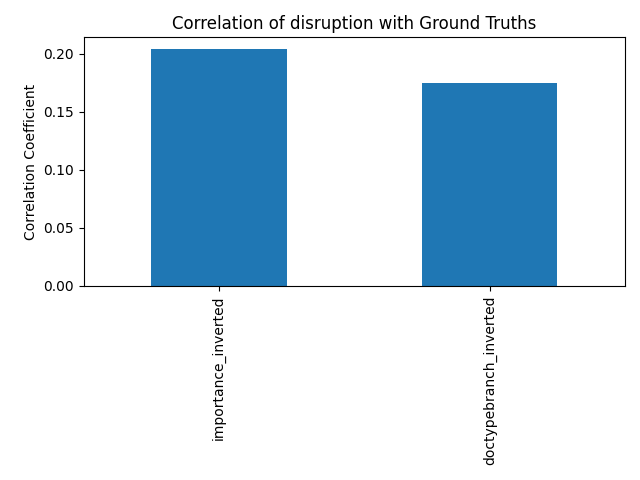 Correlation of disruption with Ground Truths
Correlation Coefficient
0.20
0.15
0.10
0.05
0.00
importance_inverted
doctypebranch_inverted